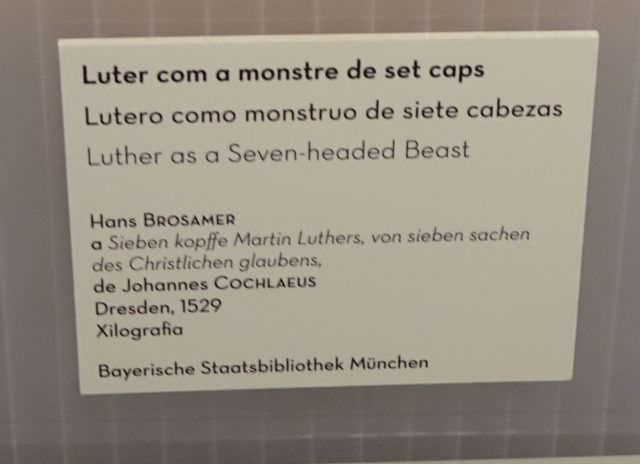 Luter com a monstre de set caps
Lutero como monstruo de siete cabezas
Luther as a Seven-headed Beast
Hans BROSAMER
a Sieben kopffe Martin Luthers, von sieben sachen
des Christlichen glaubens,
de Johannes COCHLAEUS
Dresden, 1529
Xilografia
Bayerische Staatsbibliothek München